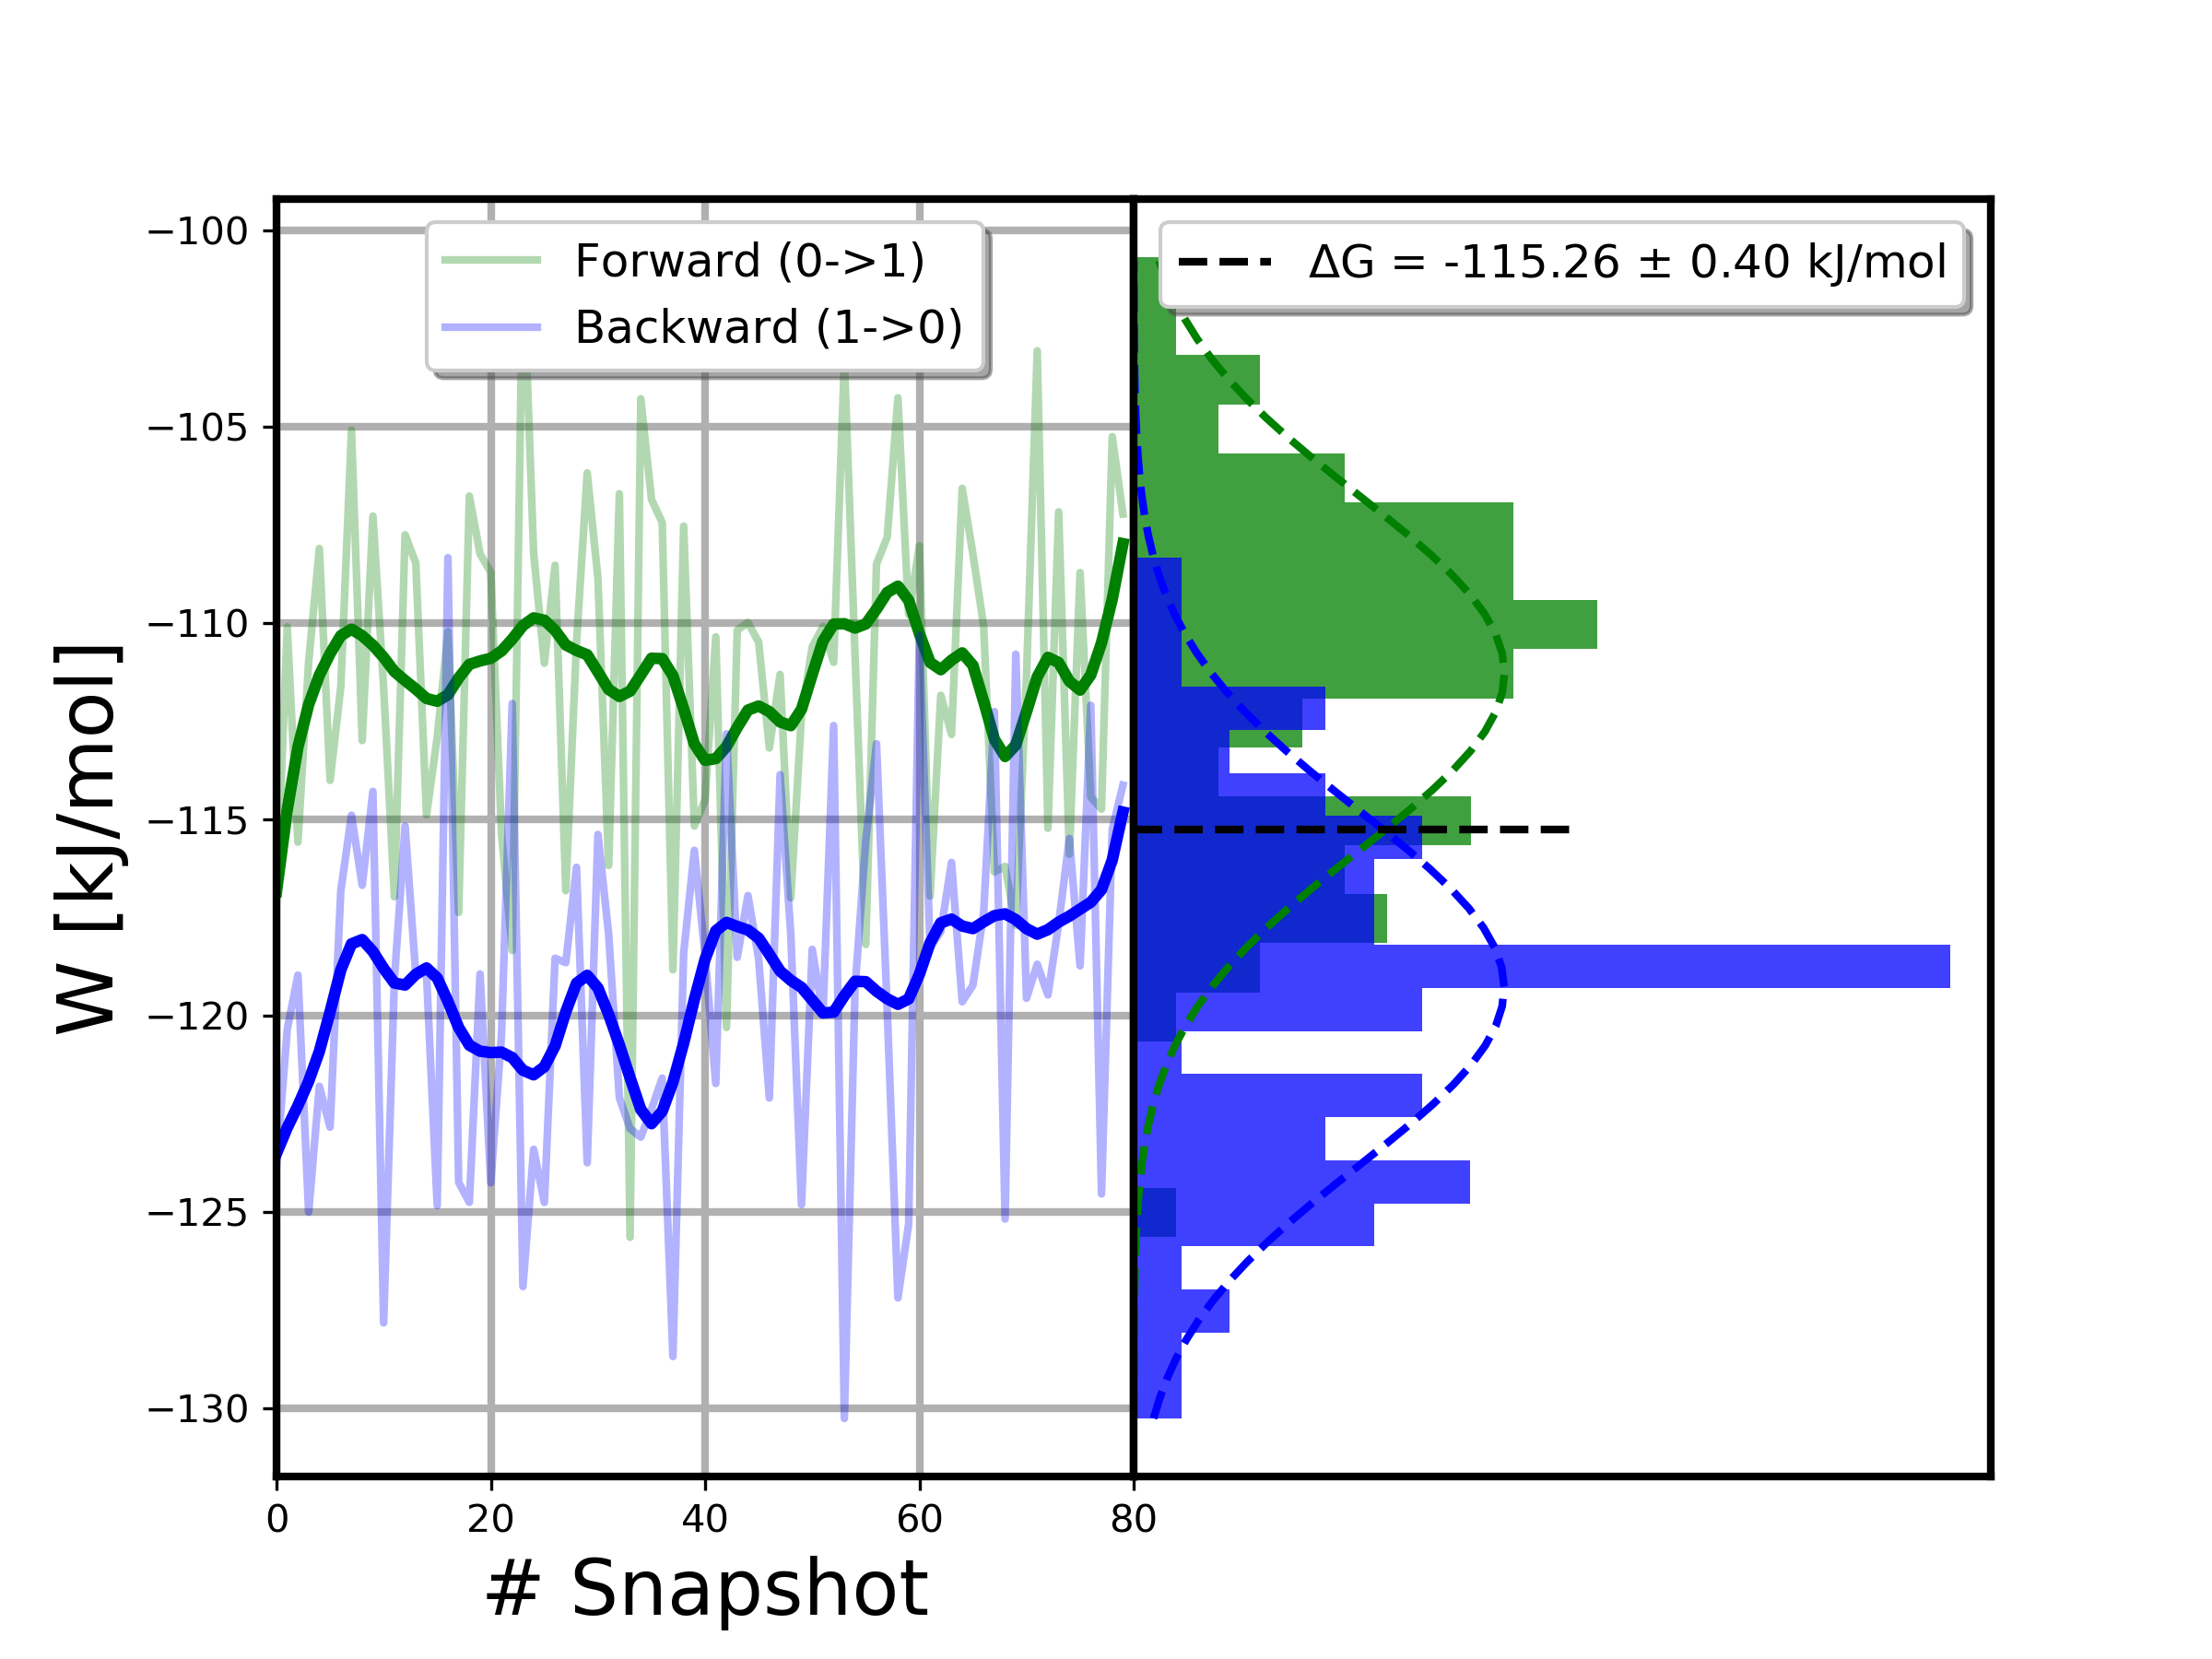 Forward (0->1)
Backward (1->0)
ΔG = -115.26 ± 0.40 kJ/mol
W [kJ/mol]
−100
−105
−110
−115
−120
−125
−130
0 20 40 60 80
# Snapshot